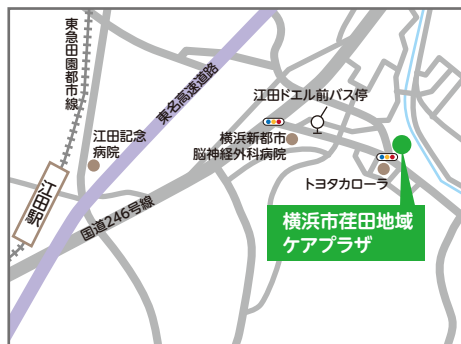 東急田園都市線
江田駅
江田記念
病院
東名高速道路
国道246号線
江田ドエル前バス停
横浜新都市
脳神経外科病院
トヨタカローラ
横浜市荏田地域
ケアプラザ